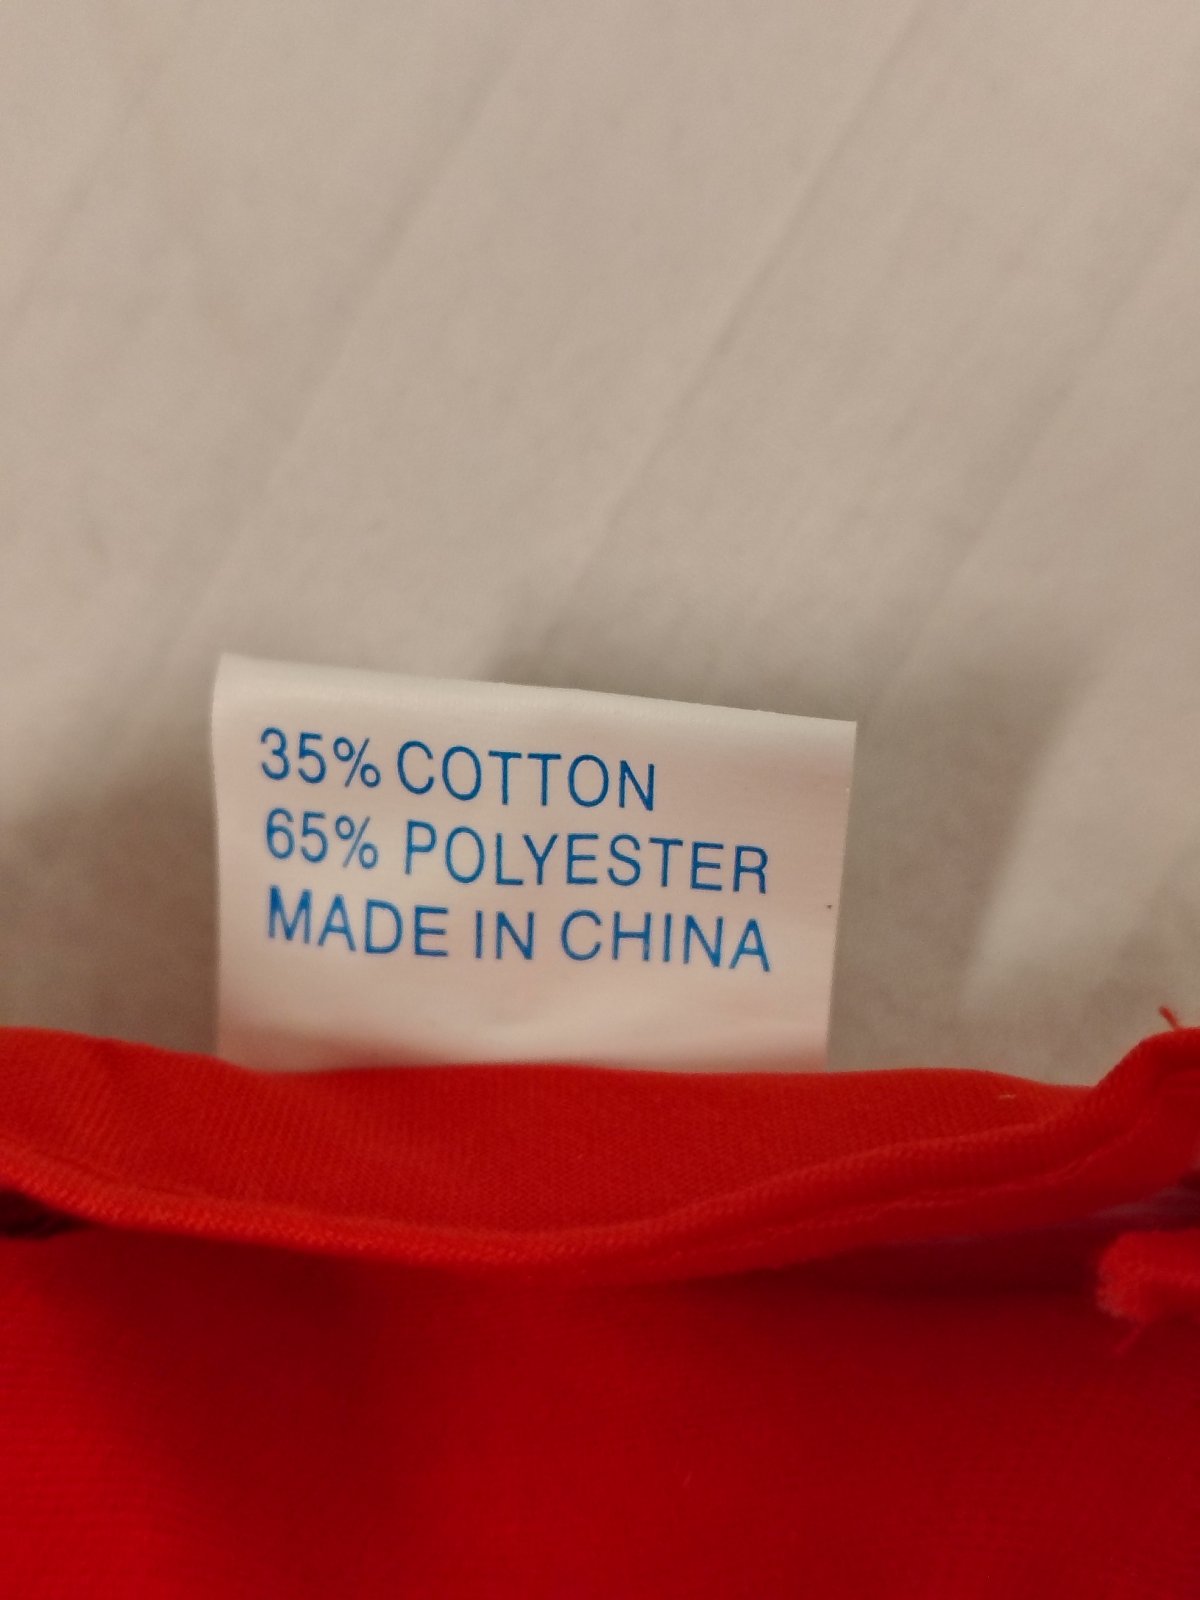 35% COTTON
65% POLYESTER
MADE IN CHINA